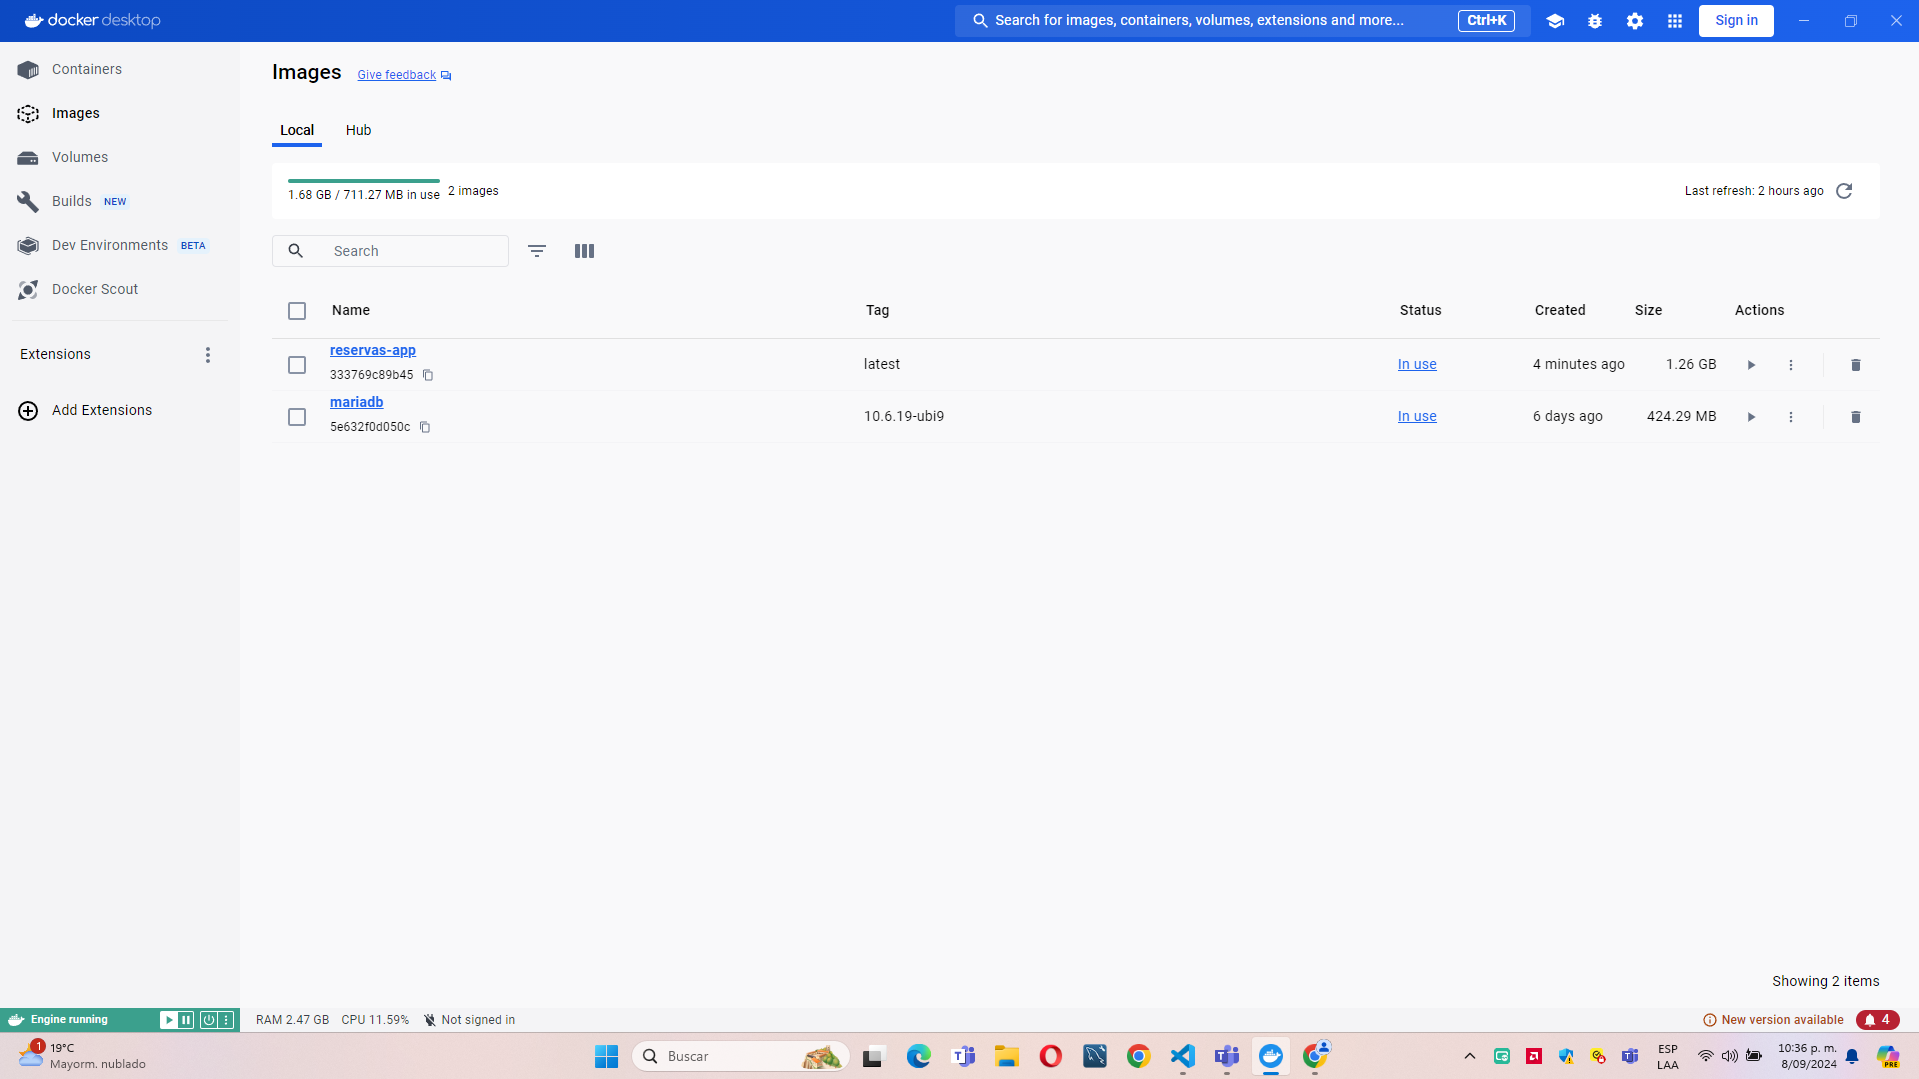 docker desktop
Search for images, containers, volumes, extensions and more... Ctrl+K
Sign in
Containers
Images
Volumes
Builds NEW
Dev Environments BETA
Docker Scout
Extensions
Add Extensions
Images Give feedback
Local Hub
1.68 GB / 711.27 MB in use 2 images
Last refresh: 2 hours ago
Search
Name Tag Status Created Size Actions
reservas-app
333769c89b45
latest In use 4 minutes ago 1.26 GB
mariadb
5e632f0d050c
10.6.19-ubi9 In use 6 days ago 424.29 MB
Showing 2 items
Engine running
RAM 2.47 GB CPU 11.59% Not signed in
New version available 4
1
19°C
Mayorm. nublado
Buscar
ESP
LAA
10:36 p. m.
8/09/2024
PRE